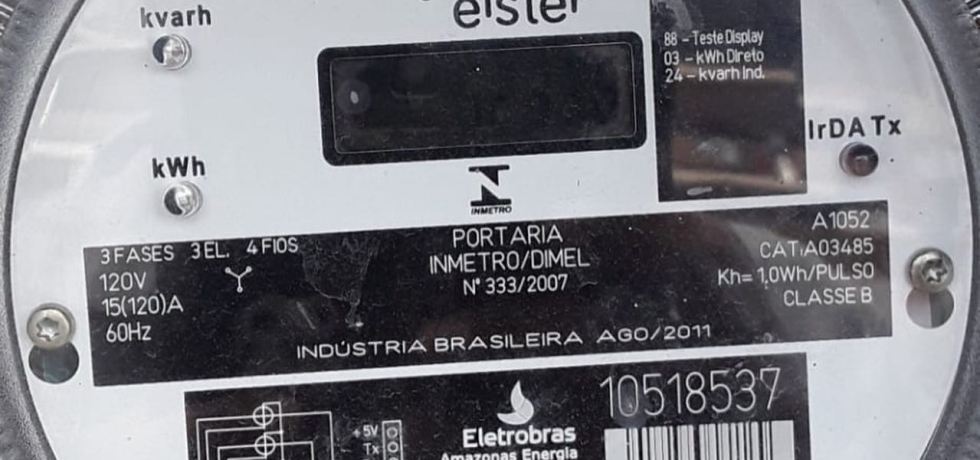 kvarh
elster
88 - Teste Display
03 - kWh Direto
24 - kvarh Ind.
IrDA Tx
kWh
INMETRO
3 FASES 3 EL. 4 FIOS
120V
15(120)A
60Hz
PORTARIA
INMETRO/DIMEL
N° 333/2007
A1052
CAT.A03485
Kh= 1,0Wh/PULSO
CLASSE B
INDÚSTRIA BRASILEIRA AGO/2011
+5V
Tx
Eletrobras
Amazonas Energia
10518537